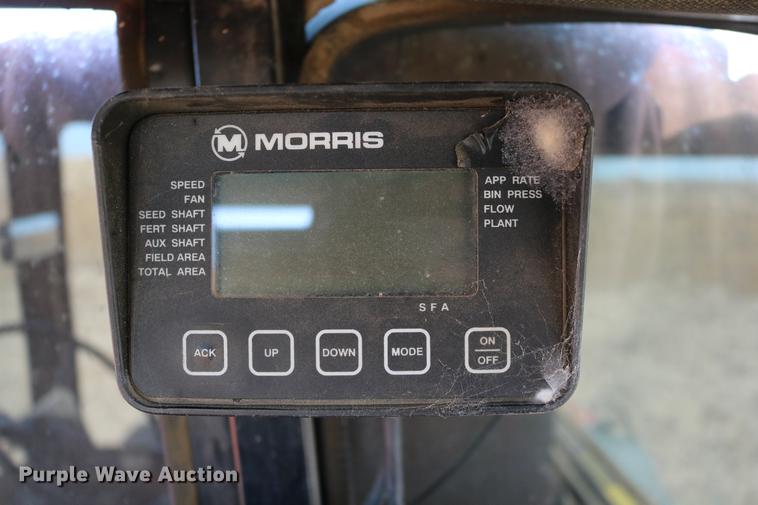 MORRIS
SPEED
FAN
SEED SHAFT
FERT SHAFT
AUX SHAFT
FIELD AREA
TOTAL AREA
APP RATE
BIN PRESS
FLOW
PLANT
S F A
ACK
UP
DOWN
MODE
ON
OFF
Purple Wave Auction